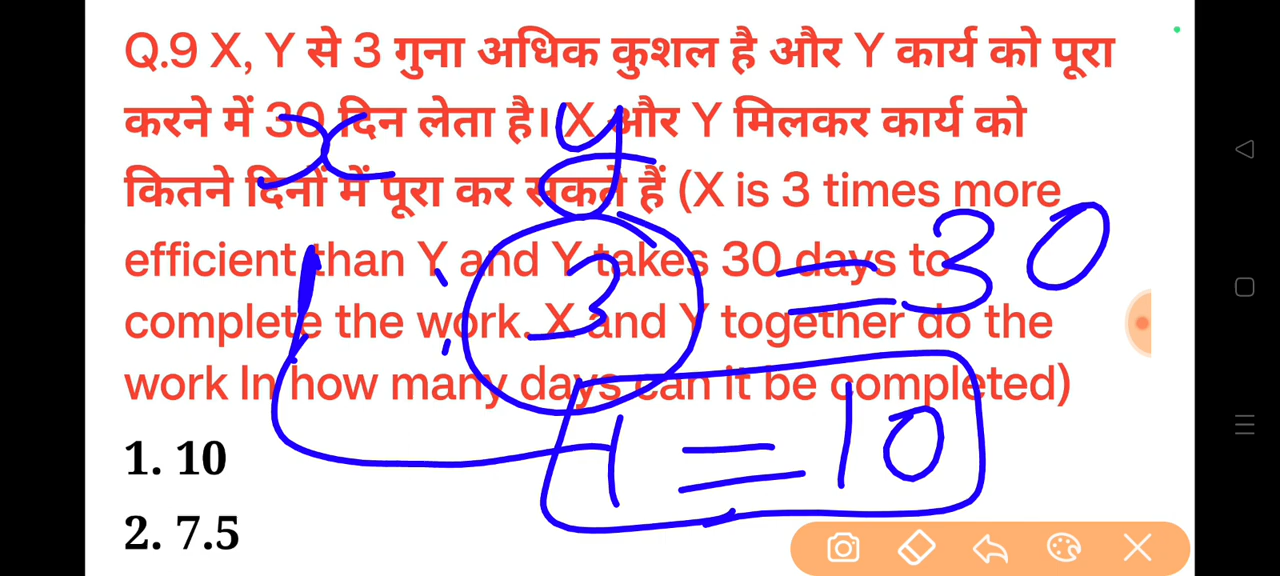 Q.9 X, Y से 3 गुना अधिक कुशल है और Y कार्य को पूरा
करने में 30 दिन लेता है। X और Y मिलकर कार्य को
कितने दिनों में पूरा कर सकते हैं (X is 3 times more
efficient than Y and Y takes 30 days to
complete the work. X and Y together do the
work In how many days can it be completed)
x y
1 : 3 = 30
1 = 10
1. 10
2. 7.5